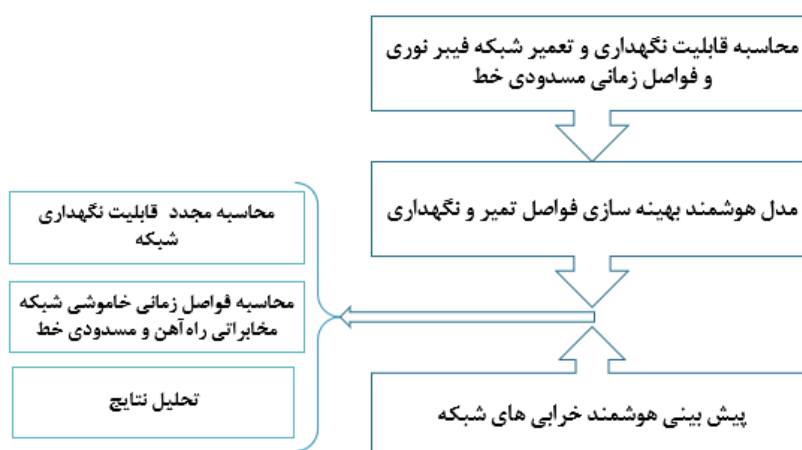 محاسبه قابلیت نگهداری و تعمیر شبکه فیبر نوری
و فواصل زمانی مسدودی خط
مدل هوشمند بهینه سازی فواصل تمیر و نگهداری
پیش بینی هوشمند خرابی های شبکه
محاسبه مجدد قابلیت نگهداری
شبکه
محاسبه فواصل زمانی خاموشی شبکه
مخابراتی راه‌آهن و مسدودی خط
تحلیل نتایج